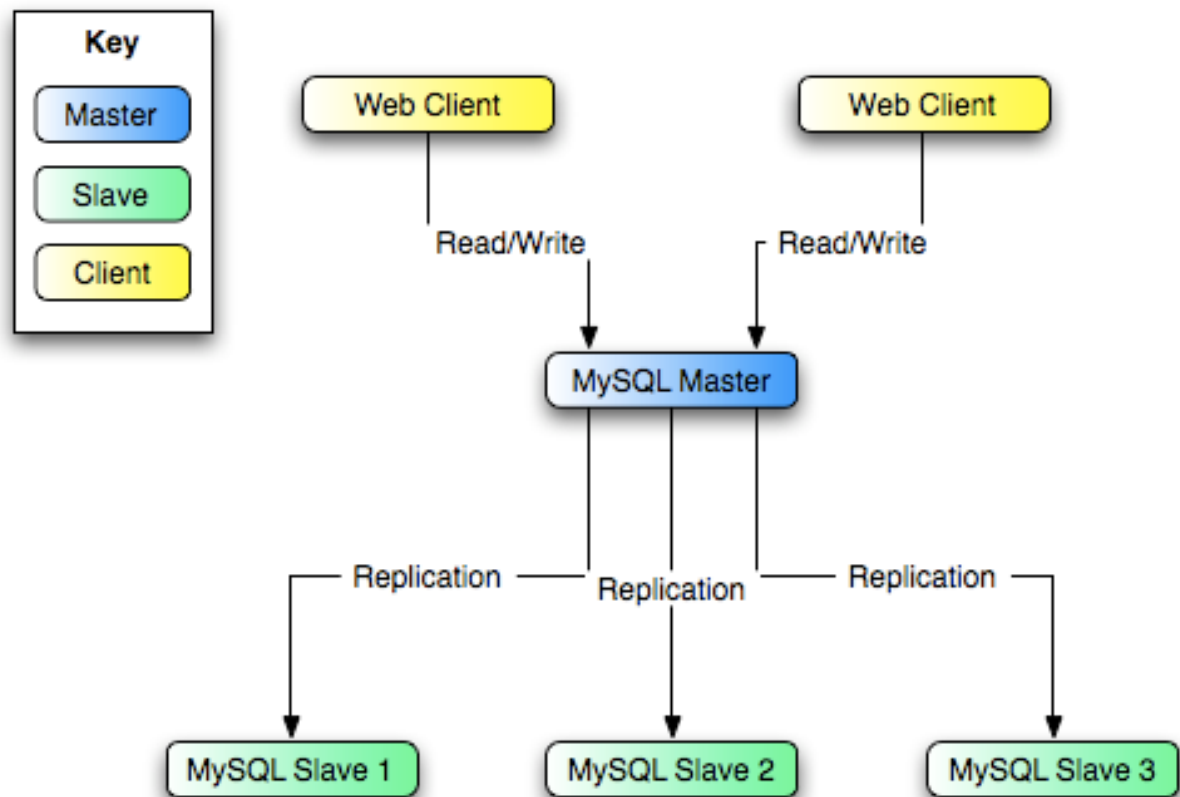 Key
Master
Slave
Client
Web Client
Web Client
Read/Write
Read/Write
MySQL Master
Replication
Replication
Replication
MySQL Slave 1
MySQL Slave 2
MySQL Slave 3